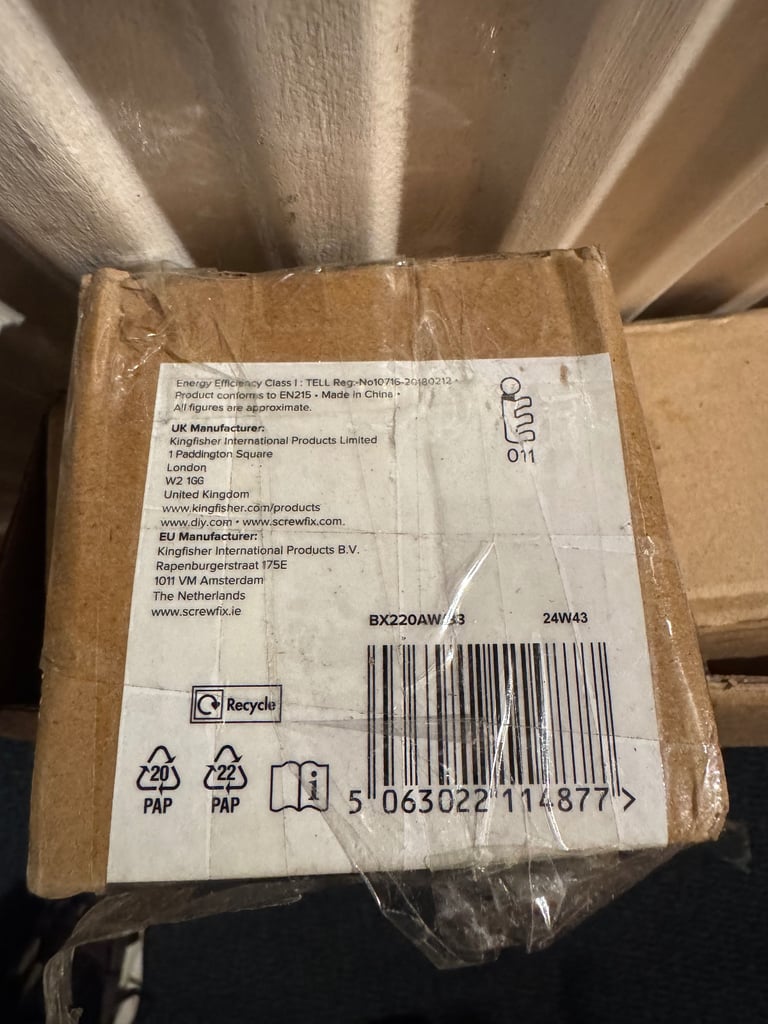 Energy Efficiency Class I : TELL Reg.-No10715-20180212 •
Product conforms to EN215 • Made in China •
All figures are approximate.
UK Manufacturer:
Kingfisher International Products Limited
1 Paddington Square
London
W2 1GG
United Kingdom
www.kingfisher.com/products
www.diy.com • www.screwfix.com.
EU Manufacturer:
Kingfisher International Products B.V.
Rapenburgerstraat 175E
1011 VM Amsterdam
The Netherlands
www.screwfix.ie
011
24W43
Recycle
20
PAP
22
PAP
i
5 063022 114877 >